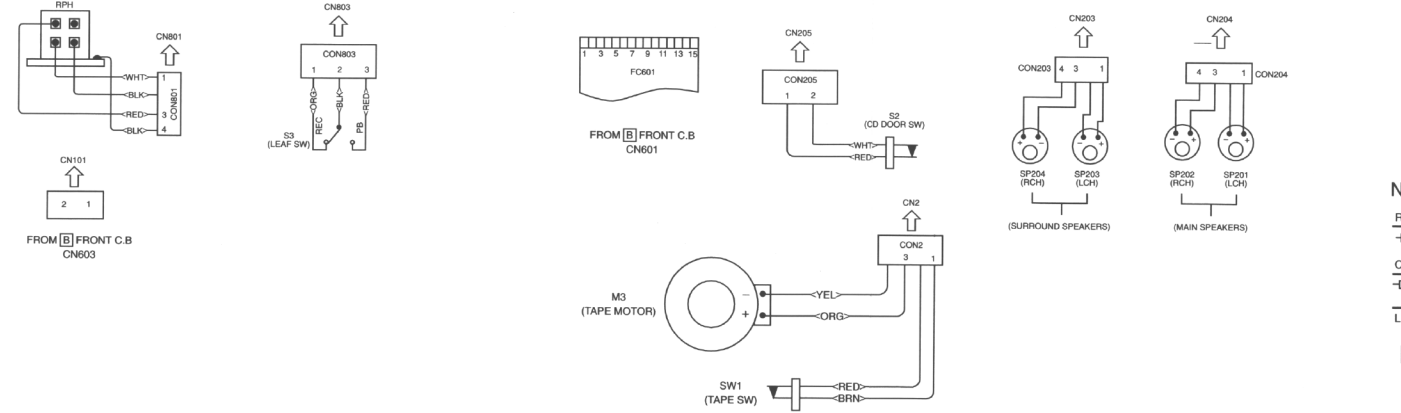 RPH
CN801
WHT
1
BLK
RED
3
BLK
4
CON801
CN101
2 1
FROM B FRONT C.B
CN603
CN803
CON803
1 2 3
ORG
BLK
RED
REC
PB
S3
(LEAF SW)
1 3 5 7 9 11 13 15
FC601
FROM B FRONT C.B
CN601
CN205
CON205
1 2
S2
(CD DOOR SW)
WHT
RED
CN2
CON2
3 1
M3
(TAPE MOTOR)
−
+
YEL
ORG
SW1
(TAPE SW)
RED
BRN
CN203
CON203
4 3 1
+ −
− +
SP204
(RCH)
SP203
(LCH)
(SURROUND SPEAKERS)
CN204
4 3 1
CON204
− +
− +
SP202
(RCH)
SP201
(LCH)
(MAIN SPEAKERS)
N